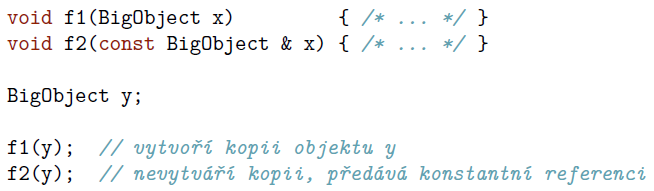 void f1(BigObject x)         { /* ... */ }
void f2(const BigObject & x) { /* ... */ }
BigObject y;
f1(y);  // vytvoří kopii objektu y
f2(y);  // nevytváří kopii, předává konstantní referenci